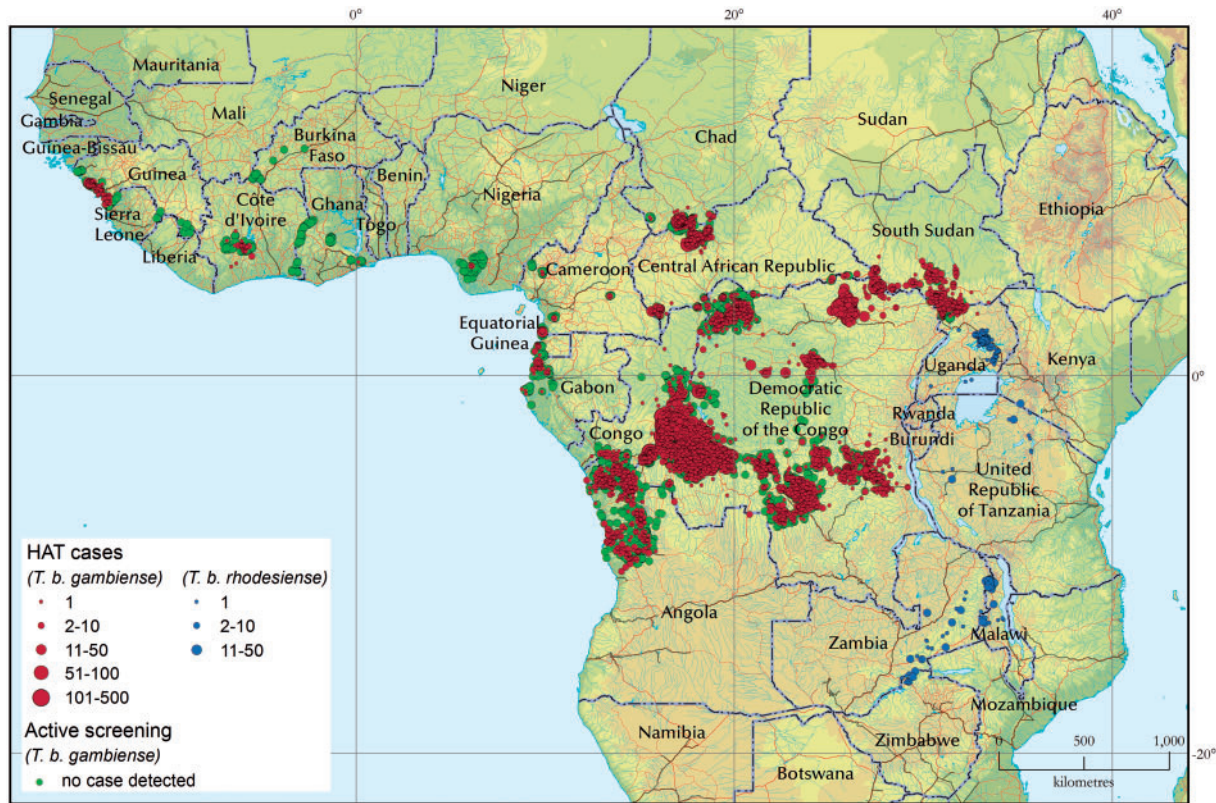 0°
20°
40°
Mauritania
Niger
Senegal
Mali
Chad
Sudan
Gambia
Burkina
Faso
Guinea-Bissau
Guinea
Benin
Nigeria
Ethiopia
Côte
d'Ivoire
Ghana
Togo
Sierra
Leone
South Sudan
Liberia
Cameroon
Central African Republic
Equatorial
Guinea
Uganda
Kenya
0°
Gabon
Democratic
Republic
of the Congo
Rwanda
Congo
Burundi
United
Republic
of Tanzania
HAT cases
(T. b. gambiense) (T. b. rhodesiense)
1 1
2-10 2-10
11-50 11-50
51-100
101-500
Active screening
(T. b. gambiense)
no case detected
Angola
Zambia
Malawi
Mozambique
Namibia
Zimbabwe
Botswana
0 500 1,000
kilometres
-20°